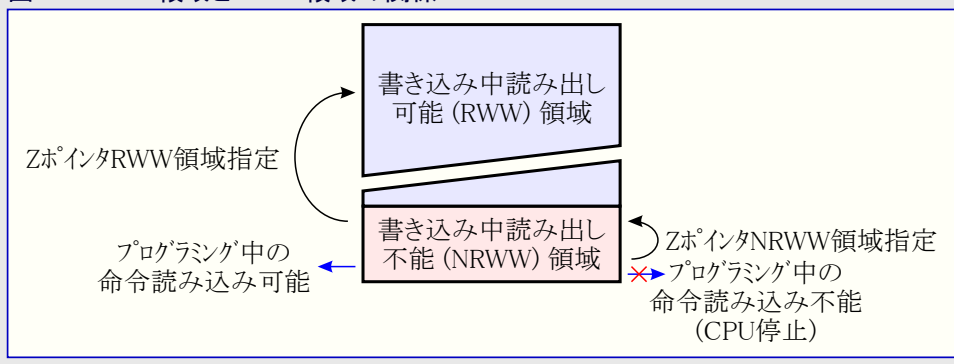 書き込み中読み出し
可能 (RWW) 領域
ZポインタRWW領域指定
書き込み中読み出し
不能 (NRWW) 領域
ZポインタNRWW領域指定
プログラミング中の
命令読み込み可能
プログラミング中の
命令読み込み不能
(CPU停止)